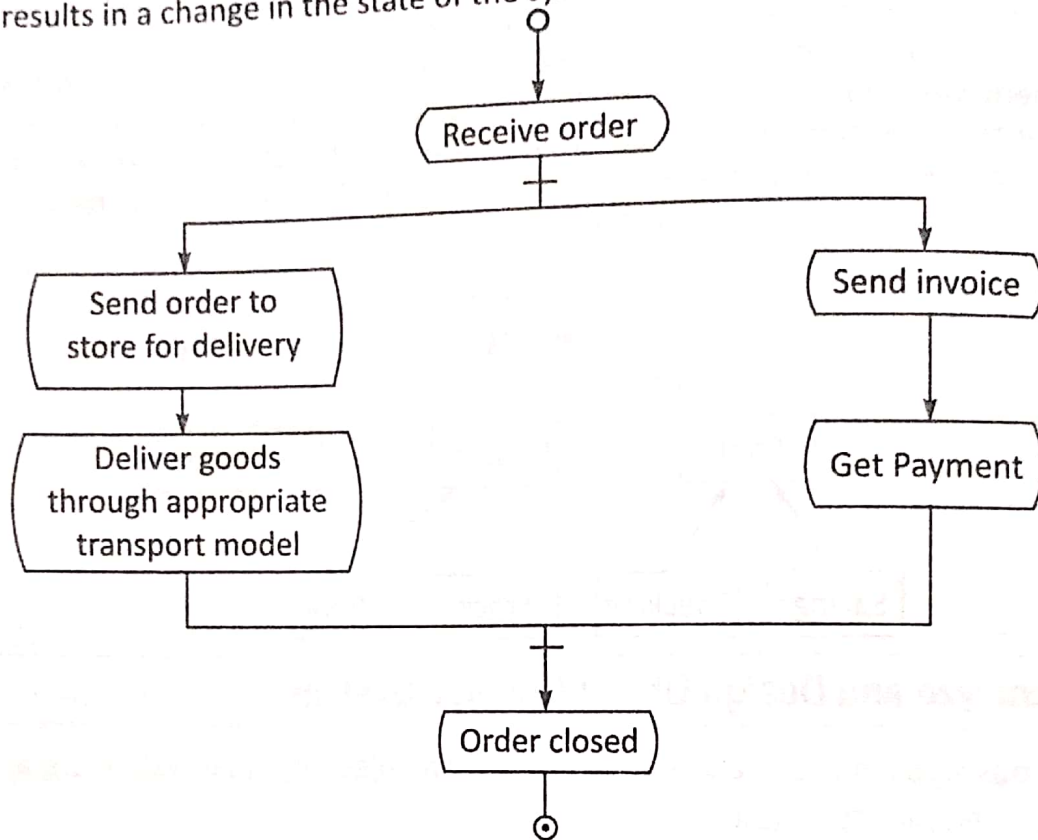 results in a change in the state of the
Receive order
Send order to
store for delivery
Send invoice
Deliver goods
through appropriate
transport model
Get Payment
Order closed